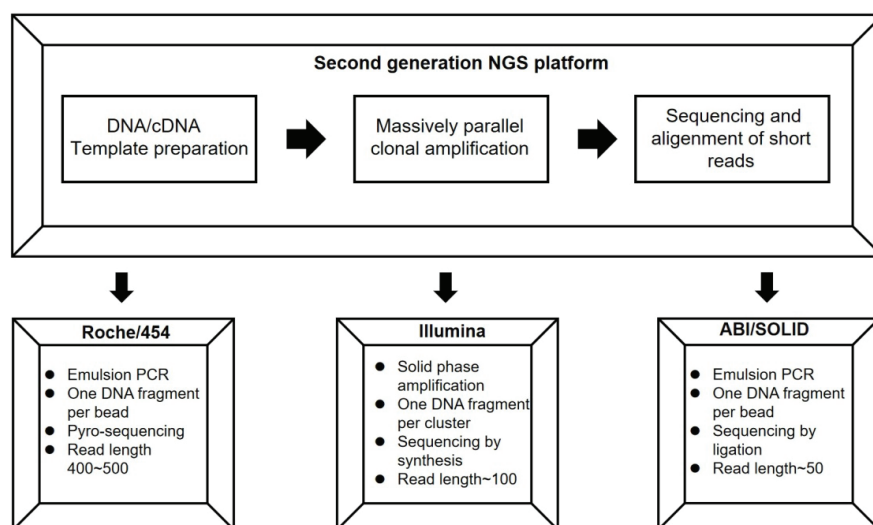 Second generation NGS platform
DNA/cDNA
Template preparation
Massively parallel
clonal amplification
Sequencing and
aligenment of short
reads
Roche/454
● Emulsion PCR
● One DNA fragment
per bead
● Pyro-sequencing
● Read length
400~500
Illumina
● Solid phase
amplification
● One DNA fragment
per cluster
● Sequencing by
synthesis
● Read length~100
ABI/SOLID
● Emulsion PCR
● One DNA fragment
per bead
● Sequencing by
ligation
● Read length~50